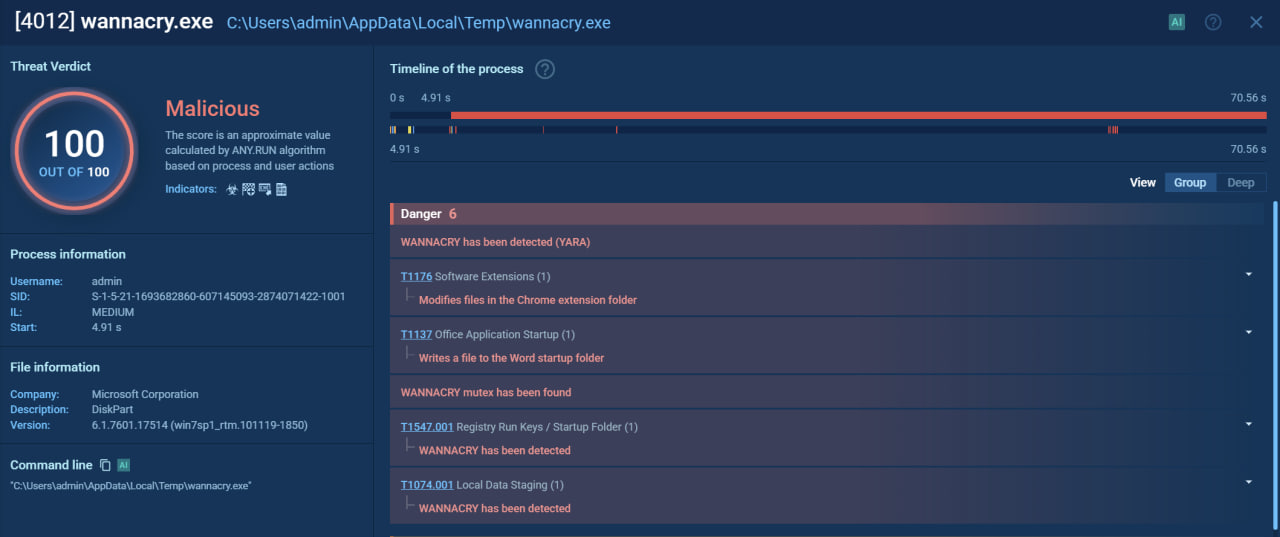 [4012] wannacry.exe C:\Users\admin\AppData\Local\Temp\wannacry.exe
AI ?
Threat Verdict
100
OUT OF 100
Malicious
The score is an approximate value
calculated by ANY.RUN algorithm
based on process and user actions
Indicators:
Process information
Username: admin
SID: S-1-5-21-1693682860-607145093-2874071422-1001
IL: MEDIUM
Start: 4.91 s
File information
Company: Microsoft Corporation
Description: DiskPart
Version: 6.1.7601.17514 (win7sp1_rtm.101119-1850)
Command line AI
"C:\Users\admin\AppData\Local\Temp\wannacry.exe"
Timeline of the process ?
0 s 4.91 s 70.56 s
4.91 s 70.56 s
View Group Deep
Danger 6
WANNACRY has been detected (YARA)
T1176 Software Extensions (1)
Modifies files in the Chrome extension folder
T1137 Office Application Startup (1)
Writes a file to the Word startup folder
WANNACRY mutex has been found
T1547.001 Registry Run Keys / Startup Folder (1)
WANNACRY has been detected
T1074.001 Local Data Staging (1)
WANNACRY has been detected